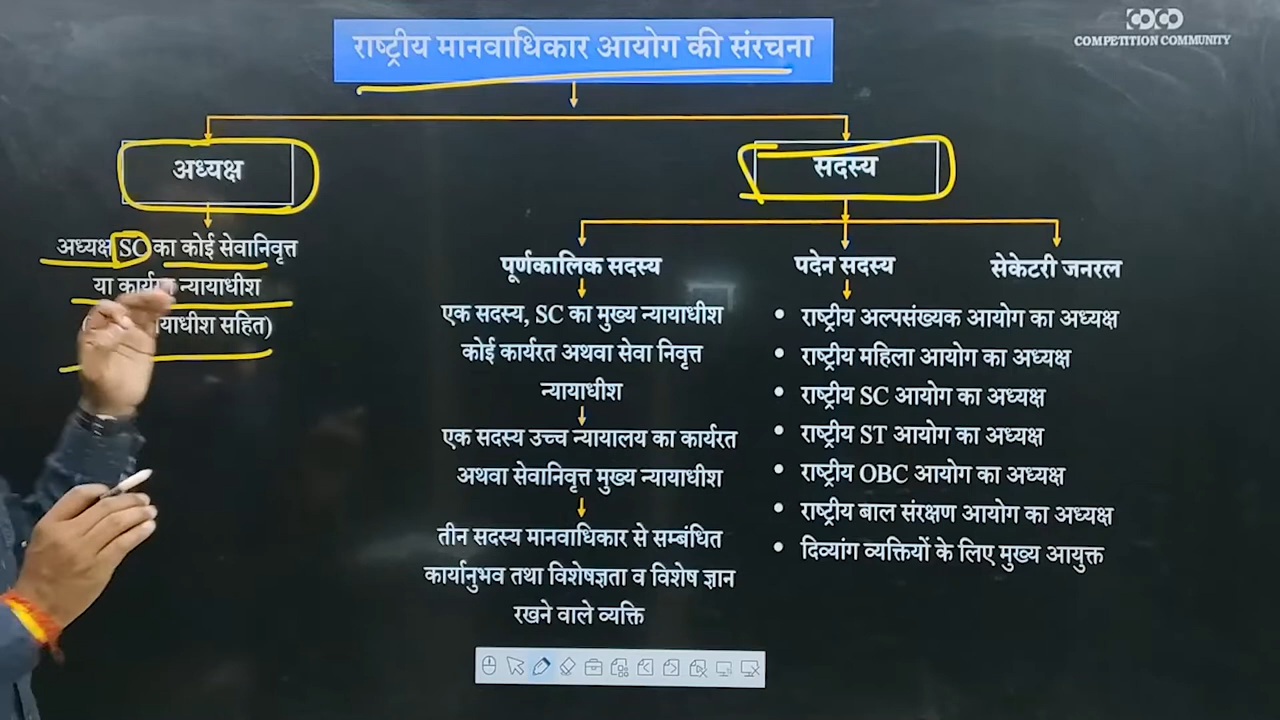 राष्ट्रीय मानवाधिकार आयोग की संरचना
COCO
COMPETITION COMMUNITY
अध्यक्ष
सदस्य
अध्यक्ष SC का कोई सेवानिवृत्त
या कार्यरत न्यायाधीश
याधीश सहित)
पूर्णकालिक सदस्य
एक सदस्य, SC का मुख्य न्यायाधीश
कोई कार्यरत अथवा सेवा निवृत्त
न्यायाधीश
एक सदस्य उच्च न्यायालय का कार्यरत
अथवा सेवानिवृत्त मुख्य न्यायाधीश
तीन सदस्य मानवाधिकार से सम्बंधित
कार्यानुभव तथा विशेषज्ञता व विशेष ज्ञान
रखने वाले व्यक्ति
पदेन सदस्य
• राष्ट्रीय अल्पसंख्यक आयोग का अध्यक्ष
• राष्ट्रीय महिला आयोग का अध्यक्ष
• राष्ट्रीय SC आयोग का अध्यक्ष
• राष्ट्रीय ST आयोग का अध्यक्ष
• राष्ट्रीय OBC आयोग का अध्यक्ष
• राष्ट्रीय बाल संरक्षण आयोग का अध्यक्ष
• दिव्यांग व्यक्तियों के लिए मुख्य आयुक्त
सेकेटरी जनरल